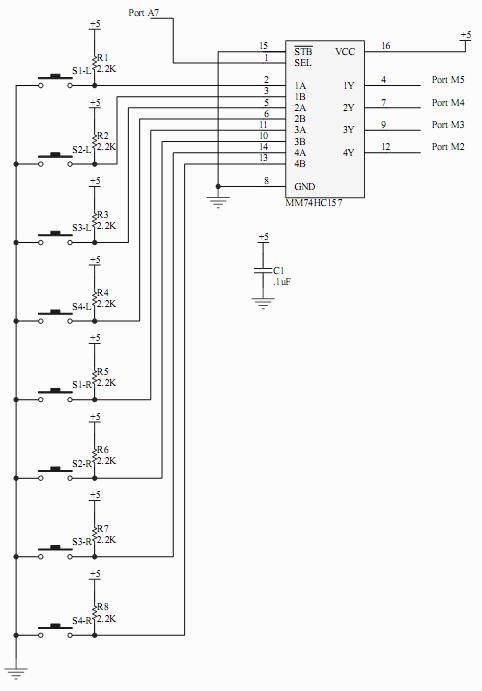 Port A7
+5
R1
2.2K
S1-L
+5
R2
2.2K
S2-L
+5
R3
2.2K
S3-L
+5
R4
2.2K
S4-L
+5
R5
2.2K
S1-R
+5
R6
2.2K
S2-R
+5
R7
2.2K
S3-R
+5
R8
2.2K
S4-R
15 STB VCC 16 +5
1 SEL
2 1A 1Y 4 Port M5
3 1B
5 2A 2Y 7 Port M4
6 2B
11 3A 3Y 9 Port M3
10 3B
14 4A 4Y 12 Port M2
13 4B
8 GND
MM74HC157
+5
C1
.1uF